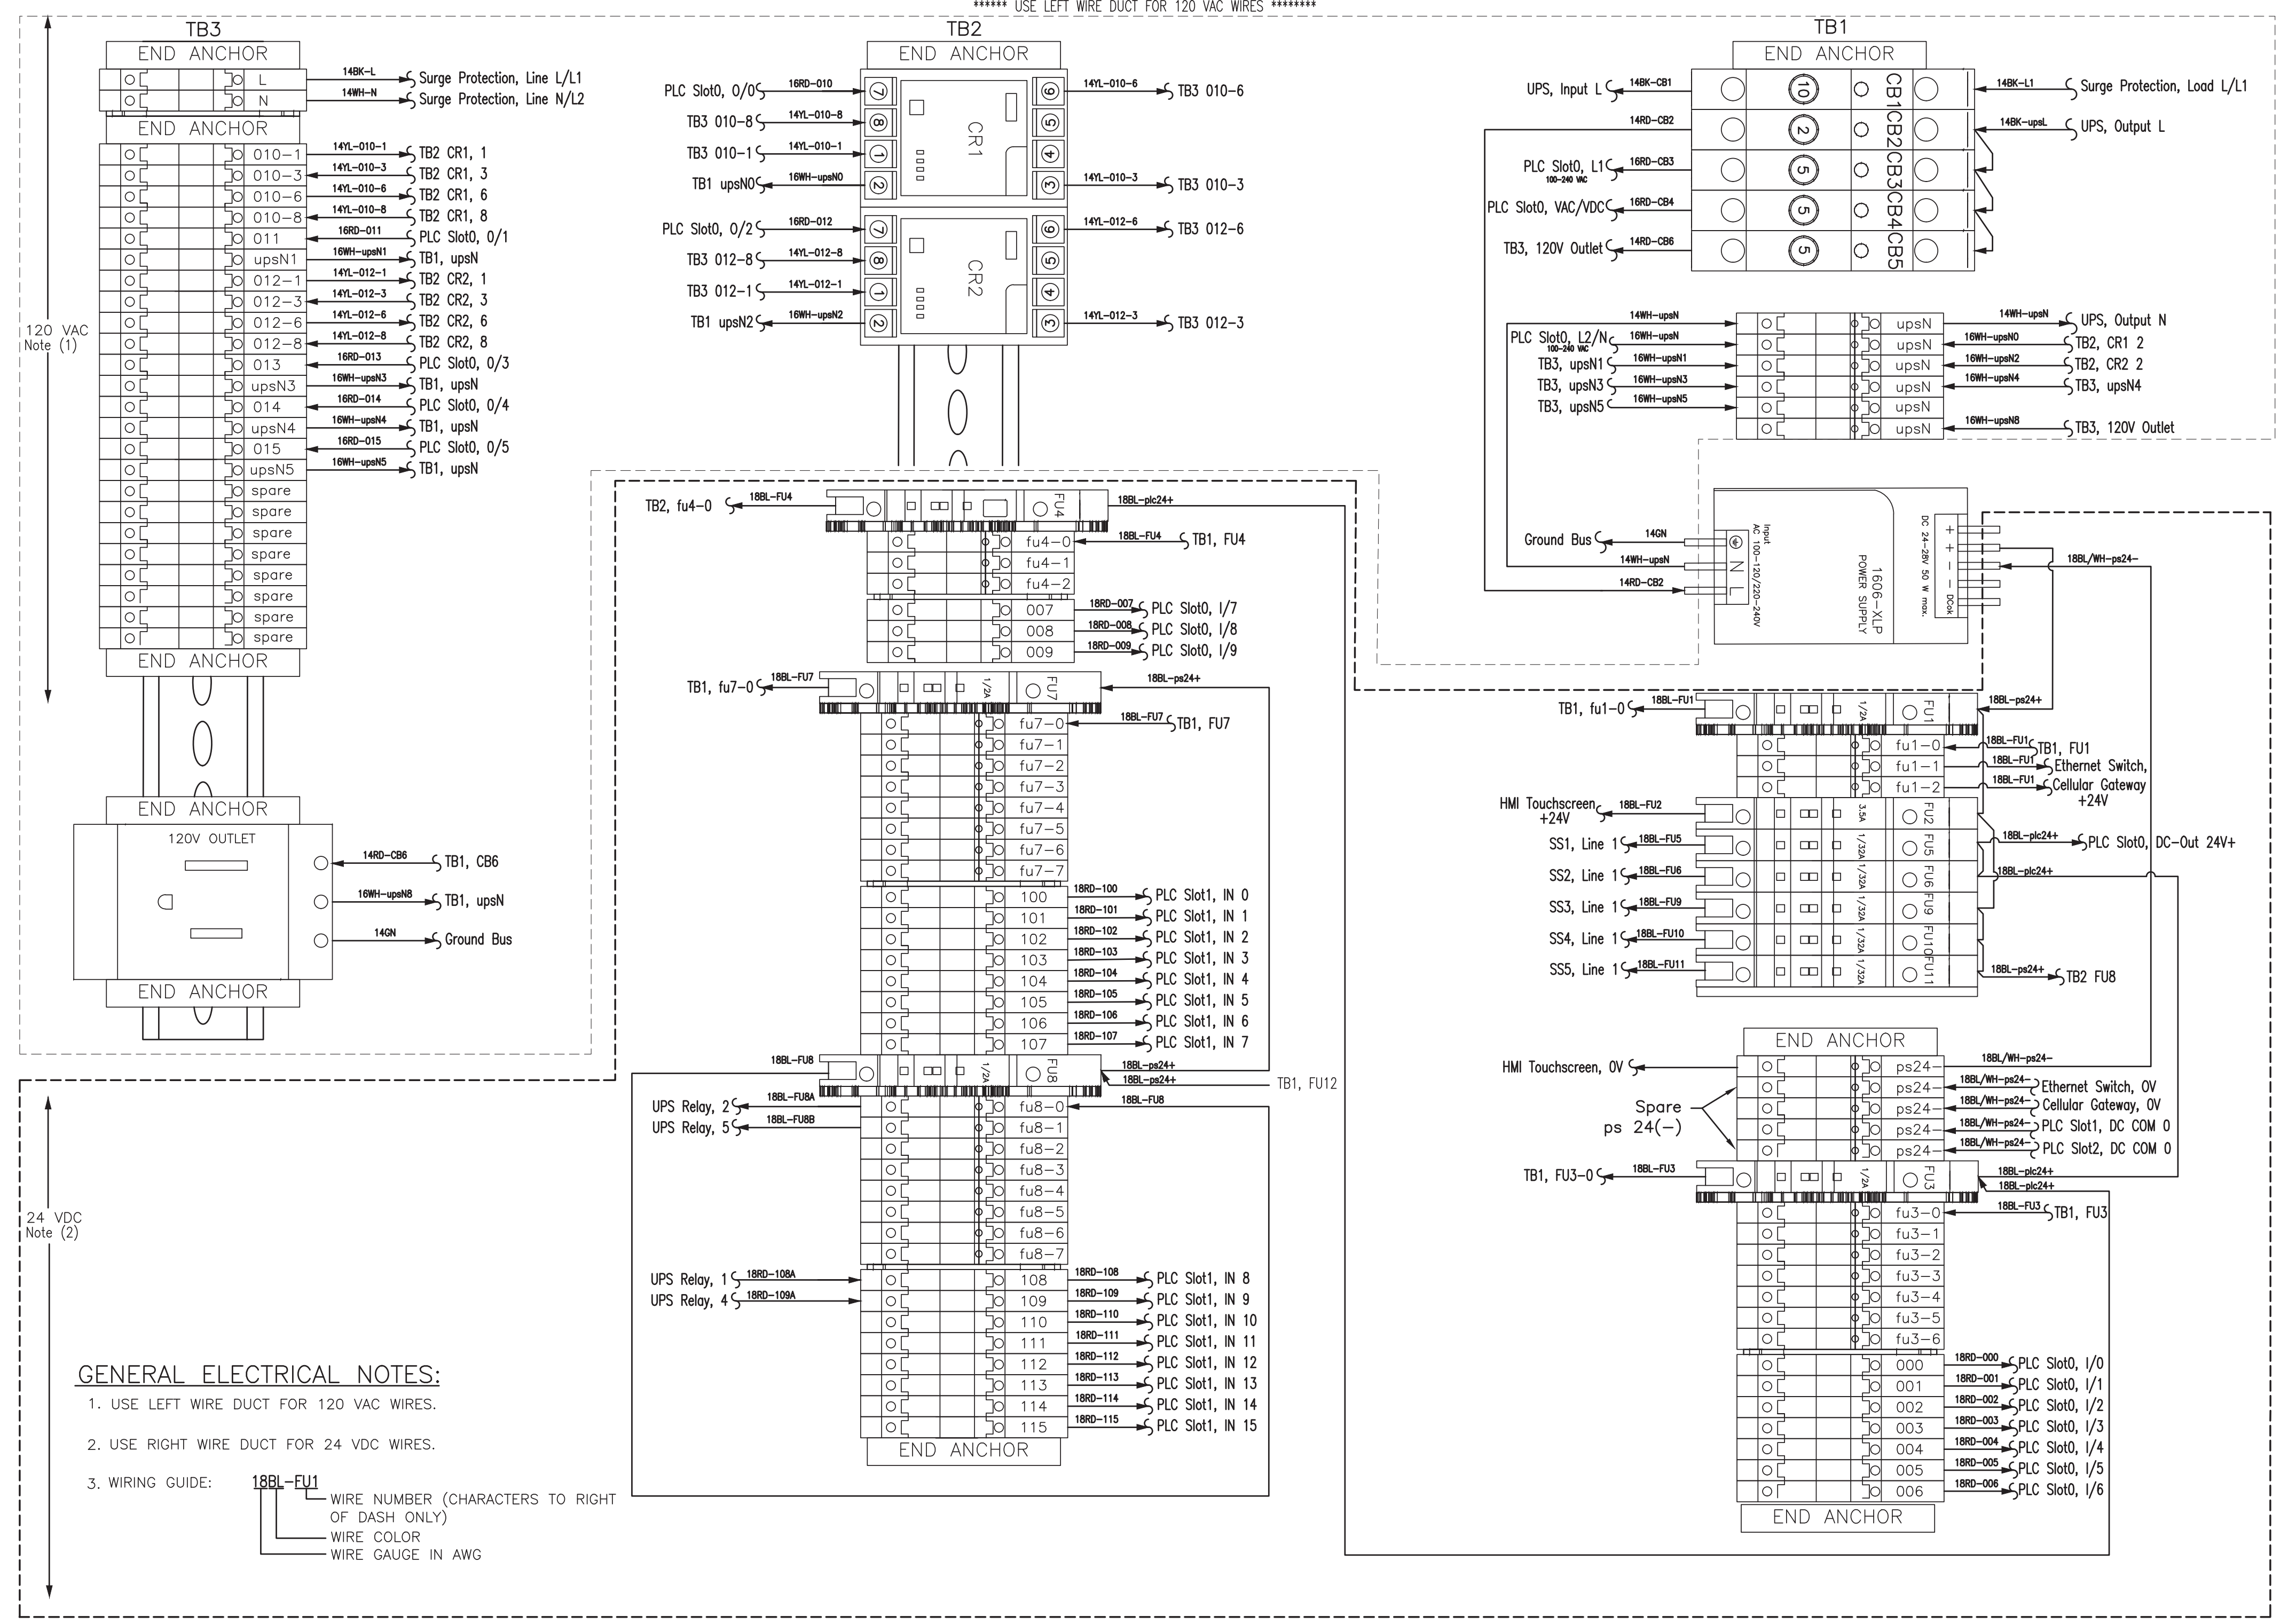 ****** USE LEFT WIRE DUCT FOR 120 VAC WIRES ********
TB3
END ANCHOR
L 14BK-L Surge Protection, Line L/L1
N 14WH-N Surge Protection, Line N/L2
END ANCHOR
010-1 14YL-010-1 TB2 CR1, 1
010-3 14YL-010-3 TB2 CR1, 3
010-6 14YL-010-6 TB2 CR1, 6
010-8 14YL-010-8 TB2 CR1, 8
011 16RD-011 PLC Slot0, O/1
upsN1 16WH-upsN1 TB1, upsN
012-1 14YL-012-1 TB2 CR2, 1
012-3 14YL-012-3 TB2 CR2, 3
012-6 14YL-012-6 TB2 CR2, 6
012-8 14YL-012-8 TB2 CR2, 8
013 16RD-013 PLC Slot0, O/3
upsN3 16WH-upsN3 TB1, upsN
014 16RD-014 PLC Slot0, O/4
upsN4 16WH-upsN4 TB1, upsN
015 16RD-015 PLC Slot0, O/5
upsN5 16WH-upsN5 TB1, upsN
spare
spare
spare
spare
spare
spare
spare
spare
END ANCHOR
120 VAC
Note (1)
END ANCHOR
120V OUTLET
14RD-CB6 TB1, CB6
16WH-upsN8 TB1, upsN
14GN Ground Bus
END ANCHOR
24 VDC
Note (2)
GENERAL ELECTRICAL NOTES:
1. USE LEFT WIRE DUCT FOR 120 VAC WIRES.
2. USE RIGHT WIRE DUCT FOR 24 VDC WIRES.
3. WIRING GUIDE: 18BL-FU1
WIRE NUMBER (CHARACTERS TO RIGHT
OF DASH ONLY)
WIRE COLOR
WIRE GAUGE IN AWG
TB2
END ANCHOR
PLC Slot0, O/0 16RD-010 7 6 14YL-010-6 TB3 010-6
TB3 010-8 14YL-010-8 8 5
CR1
TB3 010-1 14YL-010-1 1 4
TB1 upsN0 16WH-upsN0 2 3 14YL-010-3 TB3 010-3
PLC Slot0, O/2 16RD-012 7 6 14YL-012-6 TB3 012-6
TB3 012-8 14YL-012-8 8 5
CR2
TB3 012-1 14YL-012-1 1 4
TB1 upsN2 16WH-upsN2 2 3 14YL-012-3 TB3 012-3
TB2, fu4-0 18BL-FU4 FU4 18BL-plc24+
fu4-0 18BL-FU4 TB1, FU4
fu4-1
fu4-2
007 18RD-007 PLC Slot0, I/7
008 18RD-008 PLC Slot0, I/8
009 18RD-009 PLC Slot0, I/9
TB1, fu7-0 18BL-FU7 1/2A FU7 18BL-ps24+
fu7-0 18BL-FU7 TB1, FU7
fu7-1
fu7-2
fu7-3
fu7-4
fu7-5
fu7-6
fu7-7
100 18RD-100 PLC Slot1, IN 0
101 18RD-101 PLC Slot1, IN 1
102 18RD-102 PLC Slot1, IN 2
103 18RD-103 PLC Slot1, IN 3
104 18RD-104 PLC Slot1, IN 4
105 18RD-105 PLC Slot1, IN 5
106 18RD-106 PLC Slot1, IN 6
107 18RD-107 PLC Slot1, IN 7
18BL-FU8 1/2A FU8 18BL-ps24+
18BL-ps24+ TB1, FU12
UPS Relay, 2 18BL-FU8A fu8-0 18BL-FU8
UPS Relay, 5 18BL-FU8B fu8-1
fu8-2
fu8-3
fu8-4
fu8-5
fu8-6
fu8-7
UPS Relay, 1 18RD-108A 108 18RD-108 PLC Slot1, IN 8
UPS Relay, 4 18RD-109A 109 18RD-109 PLC Slot1, IN 9
110 18RD-110 PLC Slot1, IN 10
111 18RD-111 PLC Slot1, IN 11
112 18RD-112 PLC Slot1, IN 12
113 18RD-113 PLC Slot1, IN 13
114 18RD-114 PLC Slot1, IN 14
115 18RD-115 PLC Slot1, IN 15
END ANCHOR
TB1
END ANCHOR
UPS, Input L 14BK-CB1 10 CB1 14BK-L1 Surge Protection, Load L/L1
14RD-CB2 2 CB2 14BK-upsL UPS, Output L
PLC Slot0, L1 16RD-CB3 5 CB3
100-240 VAC
PLC Slot0, VAC/VDC 16RD-CB4 5 CB4
TB3, 120V Outlet 14RD-CB6 5 CB5
14WH-upsN upsN 14WH-upsN UPS, Output N
PLC Slot0, L2/N 16WH-upsN upsN 16WH-upsN0 TB2, CR1 2
100-240 VAC
TB3, upsN1 16WH-upsN1 upsN 16WH-upsN2 TB2, CR2 2
TB3, upsN3 16WH-upsN3 upsN 16WH-upsN4 TB3, upsN4
TB3, upsN5 16WH-upsN5 upsN
upsN 16WH-upsN8 TB3, 120V Outlet
Ground Bus 14GN
14WH-upsN N
14RD-CB2 L
Input
AC 100-120/220-240V
1606-XLP
POWER SUPPLY
DC 24-28V 50 W max.
+ + - - DCok
18BL/WH-ps24-
TB1, fu1-0 18BL-FU1 1/2A FU1 18BL-ps24+
fu1-0 18BL-FU1 TB1, FU1
fu1-1 18BL-FU1 Ethernet Switch,
fu1-2 18BL-FU1 Cellular Gateway
+24V
HMI Touchscreen 18BL-FU2 3.5A FU2
+24V
SS1, Line 1 18BL-FU5 1/32A FU5 18BL-plc24+ PLC Slot0, DC-Out 24V+
SS2, Line 1 18BL-FU6 1/32A FU6 18BL-plc24+
SS3, Line 1 18BL-FU9 1/32A FU9
SS4, Line 1 18BL-FU10 1/32A FU10
SS5, Line 1 18BL-FU11 1/32A FU11 18BL-ps24+ TB2 FU8
END ANCHOR
HMI Touchscreen, 0V ps24- 18BL/WH-ps24-
ps24- 18BL/WH-ps24- Ethernet Switch, 0V
Spare
ps 24(-)
ps24- 18BL/WH-ps24- Cellular Gateway, 0V
ps24- 18BL/WH-ps24- PLC Slot1, DC COM 0
ps24- 18BL/WH-ps24- PLC Slot2, DC COM 0
TB1, FU3-0 18BL-FU3 1/2A FU3 18BL-plc24+
18BL-plc24+
fu3-0 18BL-FU3 TB1, FU3
fu3-1
fu3-2
fu3-3
fu3-4
fu3-5
fu3-6
000 18RD-000 PLC Slot0, I/0
001 18RD-001 PLC Slot0, I/1
002 18RD-002 PLC Slot0, I/2
003 18RD-003 PLC Slot0, I/3
004 18RD-004 PLC Slot0, I/4
005 18RD-005 PLC Slot0, I/5
006 18RD-006 PLC Slot0, I/6
END ANCHOR